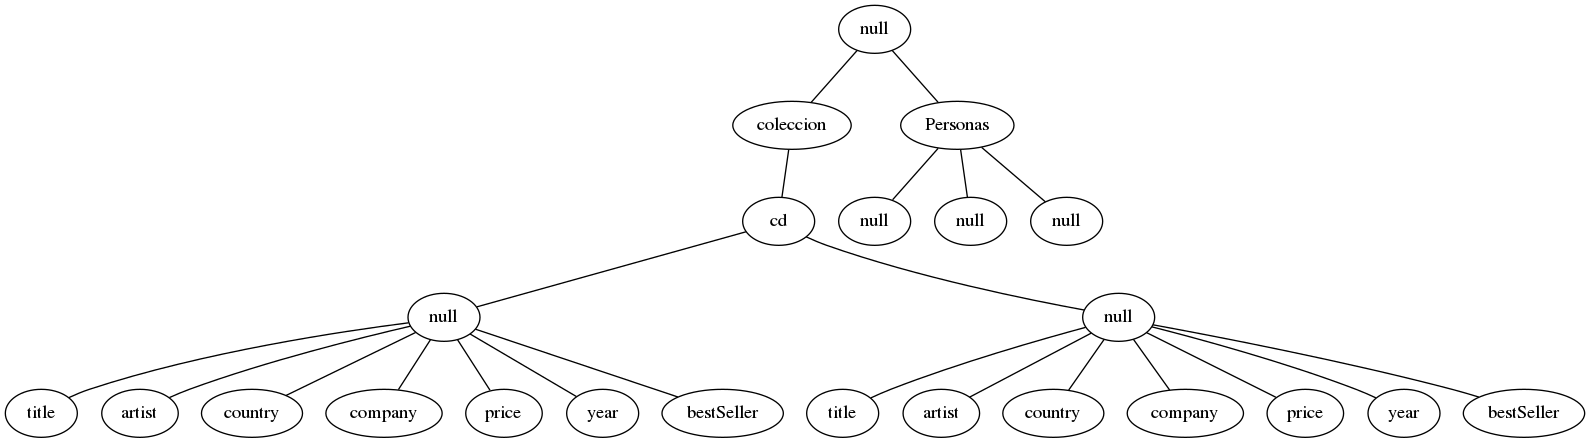 null
coleccion Personas
cd null null null
null null
title artist country company price year bestSeller title artist country company price year bestSeller